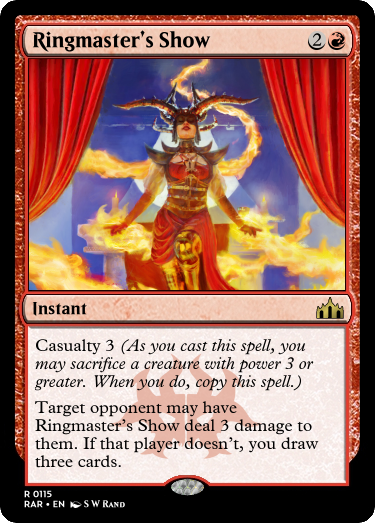 Ringmaster's Show 2
Instant
Casualty 3 (As you cast this spell, you
may sacrifice a creature with power 3 or
greater. When you do, copy this spell.)
Target opponent may have
Ringmaster's Show deal 3 damage to
them. If that player doesn't, you draw
three cards.
R 0115
RAR • EN S W Rand